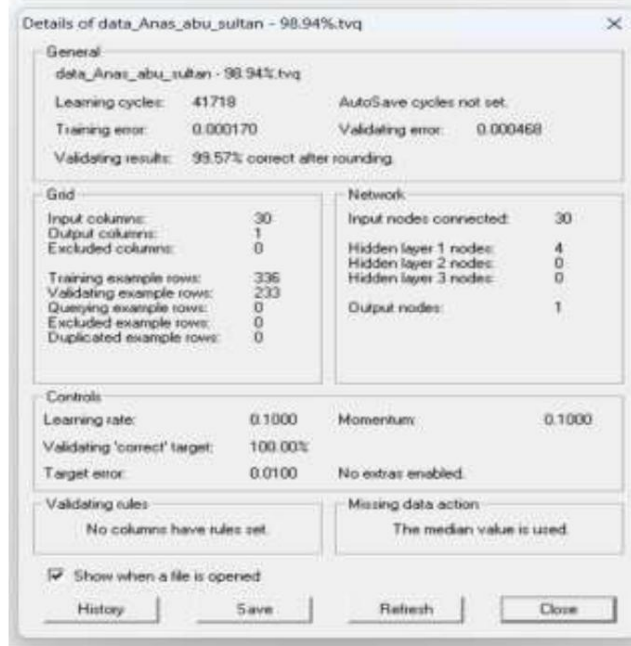 Details of data_Anas_abu_sultan - 98.94%.tvq
General
data_Anas_abu_sultan - 98.94%.tvq
Learning cycles: 41718 AutoSave cycles not set.
Training error: 0.000170 Validating error: 0.000468
Validating results: 99.57% correct after rounding.
Grid
Input columns: 30
Output columns: 1
Excluded columns: 0
Training example rows: 336
Validating example rows: 233
Querying example rows: 0
Excluded example rows: 0
Duplicated example rows: 0
Network
Input nodes connected: 30
Hidden layer 1 nodes: 4
Hidden layer 2 nodes: 0
Hidden layer 3 nodes: 0
Output nodes: 1
Controls
Learning rate: 0.1000 Momentum: 0.1000
Validating 'correct' target: 100.00%
Target error: 0.0100 No extras enabled.
Validating rules
No columns have rules set.
Missing data action
The median value is used.
Show when a file is opened
History Save Refresh Close